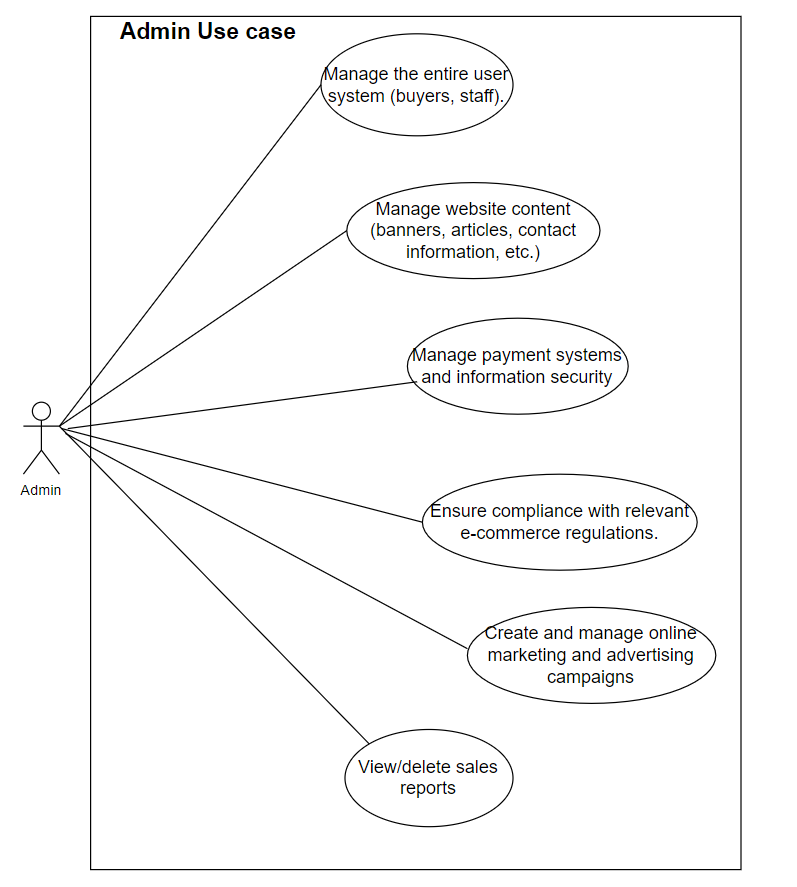 Admin Use case
Manage the entire user
system (buyers, staff).
Manage website content
(banners, articles, contact
information, etc.)
Manage payment systems
and information security
Admin
Ensure compliance with relevant
e-commerce regulations.
Create and manage online
marketing and advertising
campaigns
View/delete sales
reports